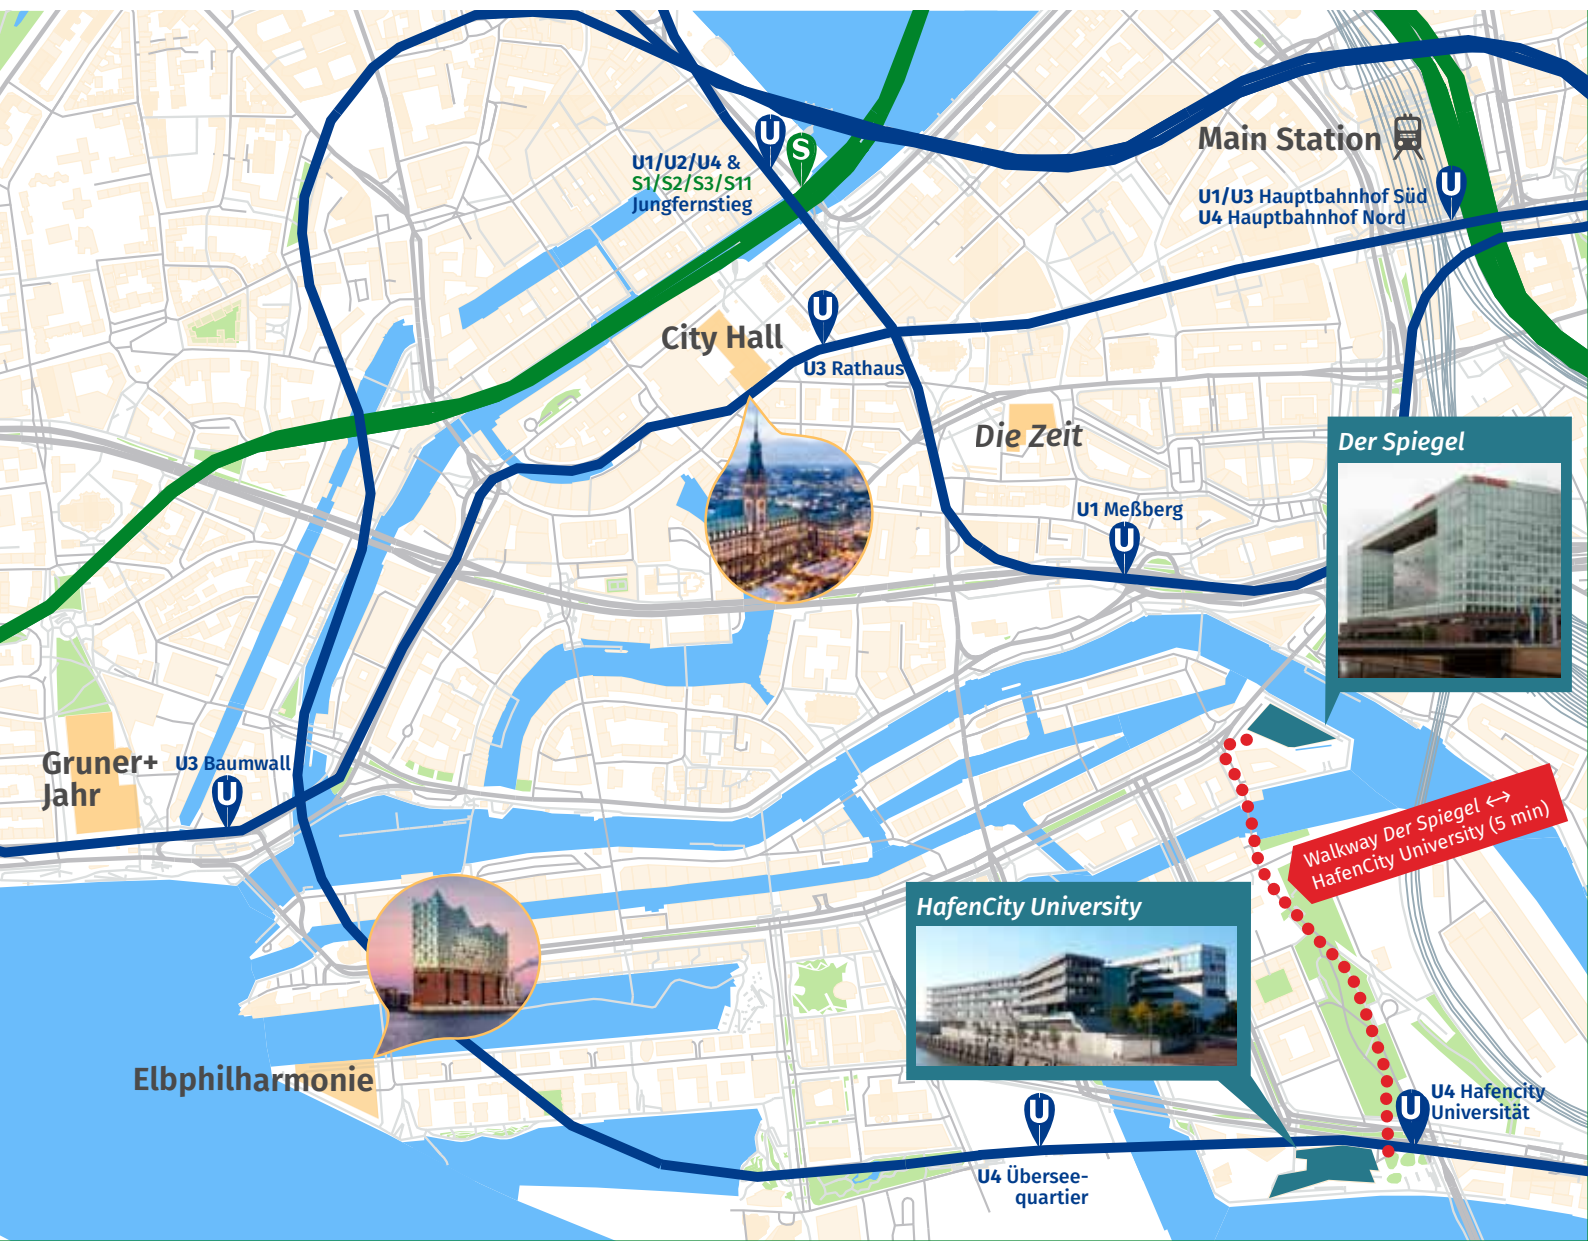 Main Station
U1/U2/U4 &
S1/S2/S3/S11
Jungfernstieg
U
S
U
U1/U3 Hauptbahnhof Süd
U4 Hauptbahnhof Nord
U
City Hall
U3 Rathaus
Die Zeit
Der Spiegel
U1 Meßberg
U
Gruner+
Jahr
U3 Baumwall
U
Walkway Der Spiegel ↔
HafenCity University (5 min)
HafenCity University
Elbphilharmonie
U
U4 Hafencity
Universität
U
U4 Übersee-
quartier